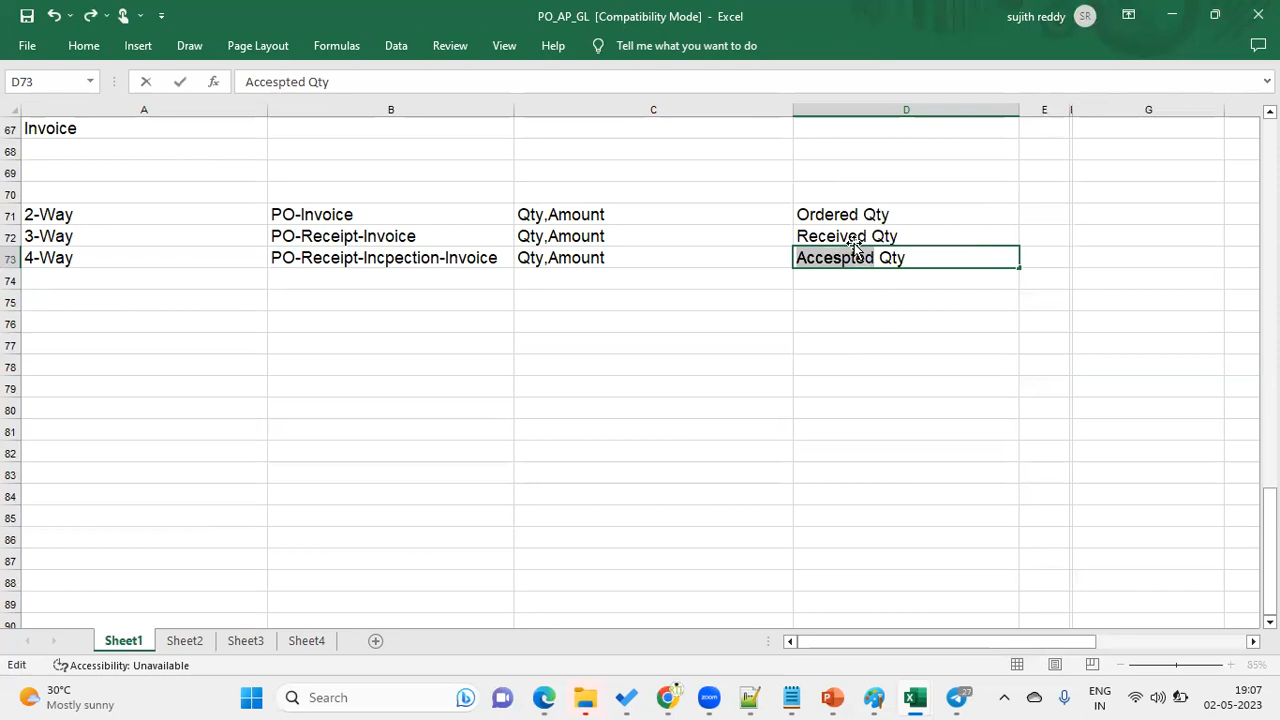 PO_AP_GL [Compatibility Mode] - Excel
sujith reddy SR
File Home Insert Draw Page Layout Formulas Data Review View Help Tell me what you want to do
D73 fx Accespted Qty
A B C D E G
67 Invoice
68
69
70
71 2-Way PO-Invoice Qty,Amount Ordered Qty
72 3-Way PO-Receipt-Invoice Qty,Amount Received Qty
73 4-Way PO-Receipt-Incpection-Invoice Qty,Amount Accespted Qty
74
75
76
77
78
79
80
81
82
83
84
85
86
87
88
89
90
Sheet1 Sheet2 Sheet3 Sheet4
Edit Accessibility: Unavailable 85%
30°C
Mostly sunny
Search
27
ENG
IN
19:07
02-05-2023